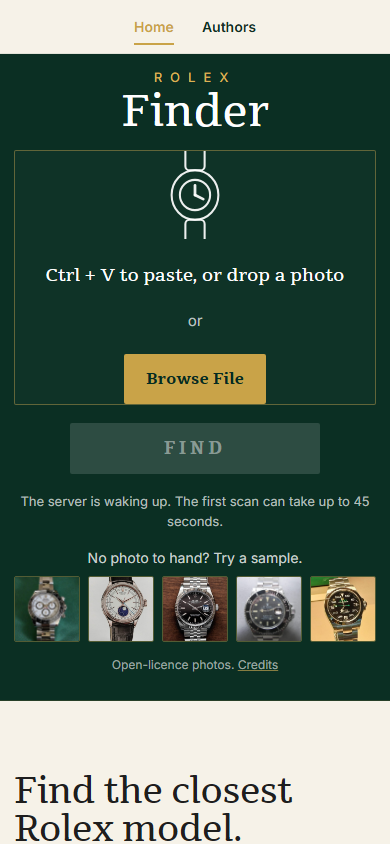 Home Authors
ROLEX
Finder
Ctrl + V to paste, or drop a photo
or
Browse File
FIND
The server is waking up. The first scan can take up to 45
seconds.
No photo to hand? Try a sample.
Open-licence photos. Credits
Find the closest
Rolex model.